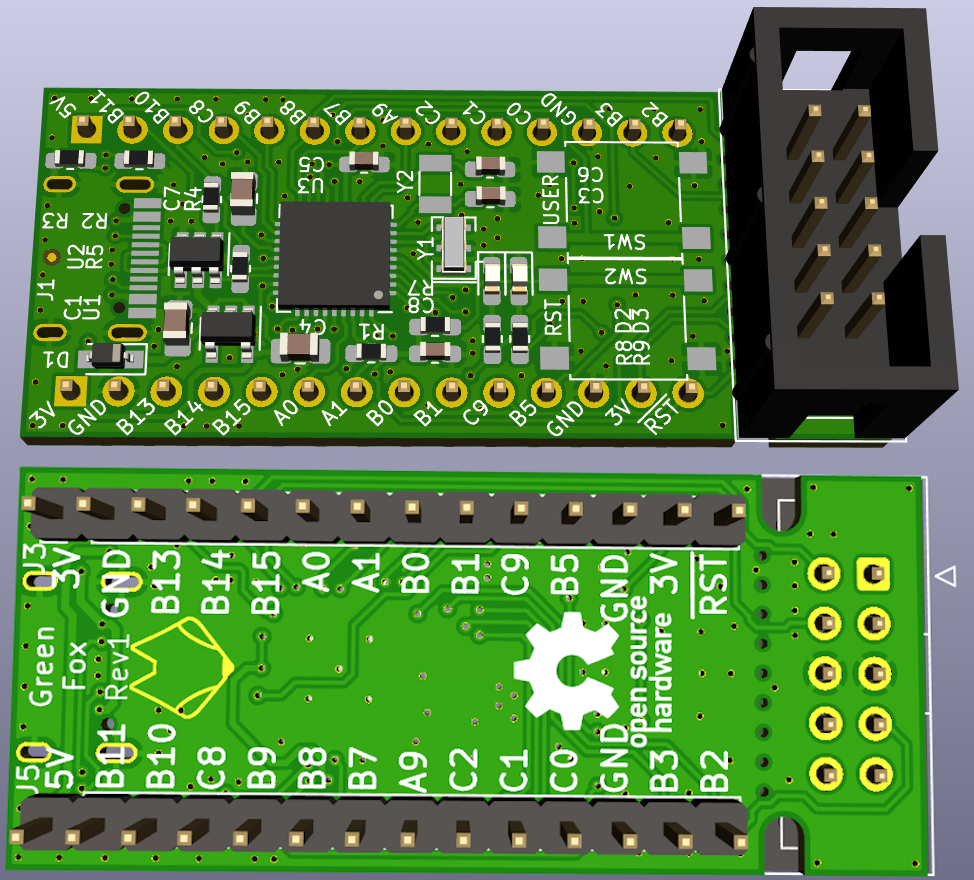 5V B11 B10 C8 B9 B8 B7 A9 C2 C1 C0 GND B3 B2
C5
U3
Y2
C6
C3
USER
C7
R4
R3 R2
U2
R5
Y1
SW1
SW2
J1
C1
U1
C4
R1
C8
RST
R8 D2
R9 D3
D1
3V GND B13 B14 B15 A0 A1 B0 B1 C9 B5 GND 3V RST
J3
3V GND B13 B14 B15 A0 A1 B0 B1 C9 B5 GND 3V RST
Green
Fox
Rev1
open source
hardware
J5
5V B11 B10 C8 B9 B8 B7 A9 C2 C1 C0 GND B3 B2